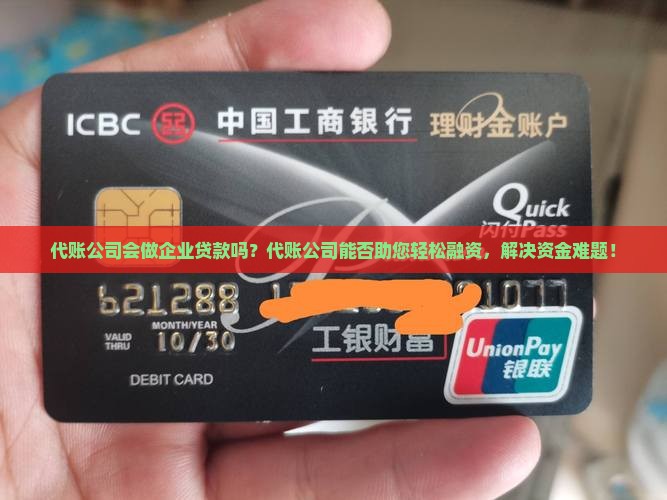 ICBC 中国工商银行 理财金账户
Quick
闪付Pass
代账公司会做企业贷款吗？代账公司能否助您轻松融资，解决资金难题！
621288 1077
MONTH/YEAR
VALID THRU 10/30
工银财富
UnionPay
银联
DEBIT CARD